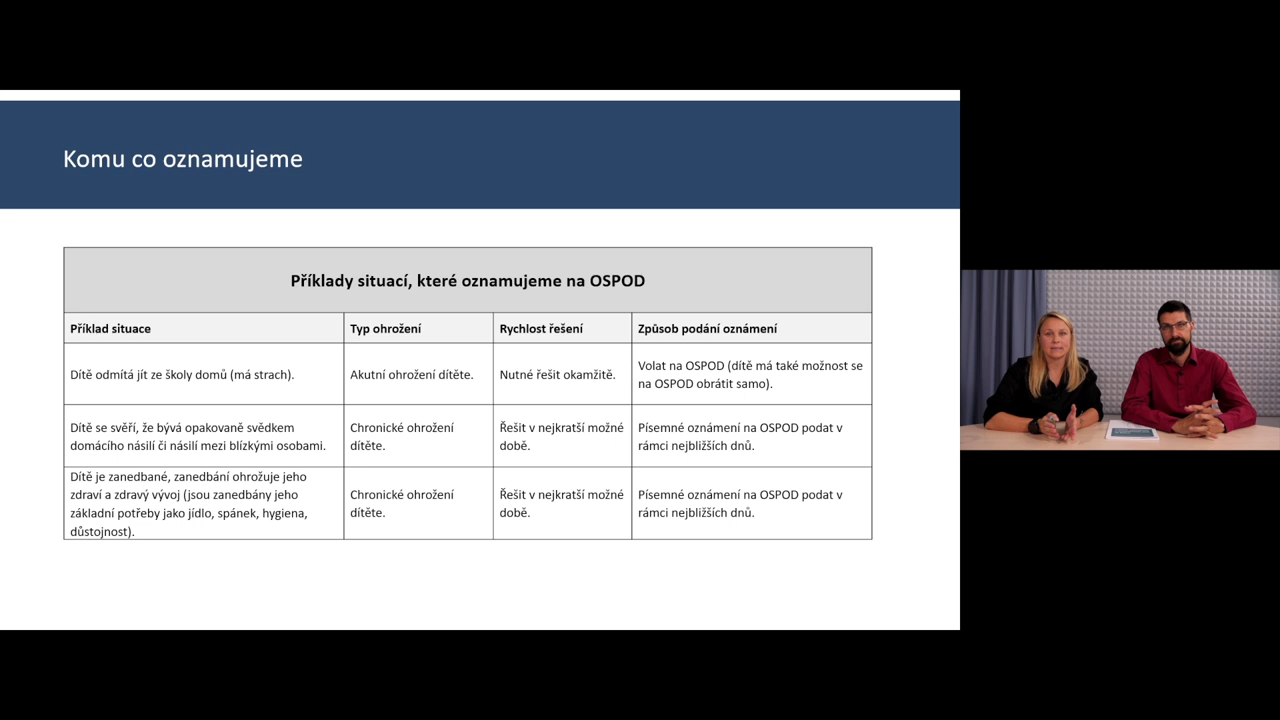 Komu co oznamujeme
Příklady situací, které oznamujeme na OSPOD
Příklad situace
Typ ohrožení
Rychlost řešení
Způsob podání oznámení
Dítě odmítá jít ze školy domů (má strach).
Akutní ohrožení dítěte.
Nutné řešit okamžitě.
Volat na OSPOD (dítě má také možnost se
na OSPOD obrátit samo).
Dítě se svěří, že bývá opakovaně svědkem
domácího násilí či násilí mezi blízkými osobami.
Chronické ohrožení
dítěte.
Řešit v nejkratší možné
době.
Písemné oznámení na OSPOD podat v
rámci nejbližších dnů.
Dítě je zanedbané, zanedbání ohrožuje jeho
zdraví a zdravý vývoj (jsou zanedbány jeho
základní potřeby jako jídlo, spánek, hygiena,
důstojnost).
Chronické ohrožení
dítěte.
Řešit v nejkratší možné
době.
Písemné oznámení na OSPOD podat v
rámci nejbližších dnů.